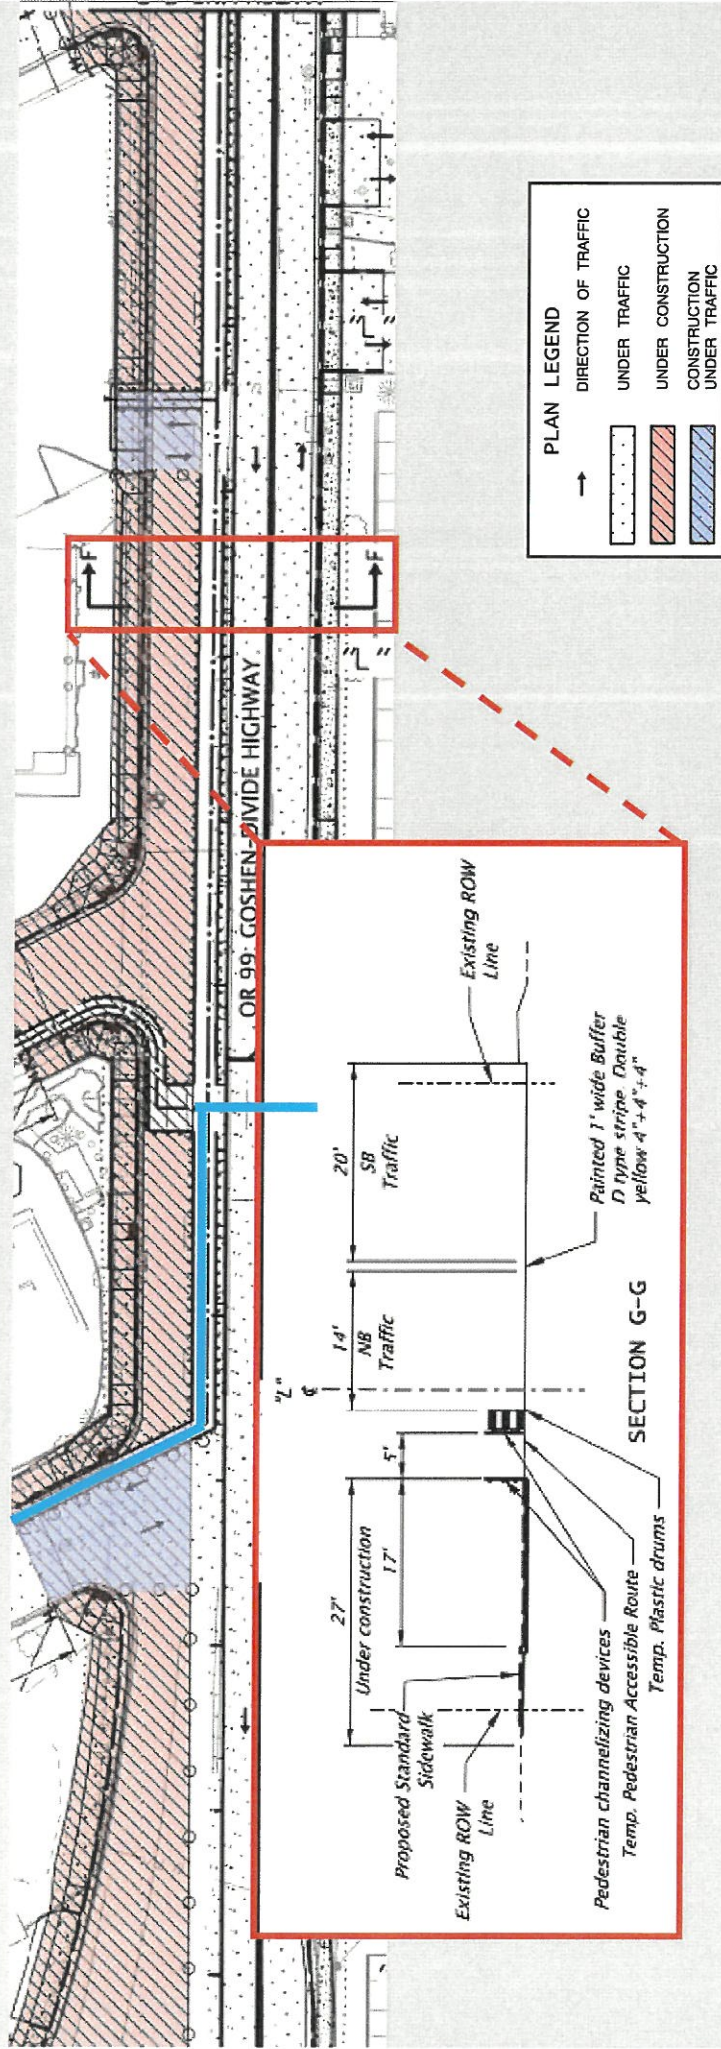 F
F
"L"
"L"
OR 99: GOSHEN-DIVIDE HIGHWAY
PLAN LEGEND
DIRECTION OF TRAFFIC
UNDER TRAFFIC
UNDER CONSTRUCTION
CONSTRUCTION
UNDER TRAFFIC
27'
Under construction
17'
5'
"L"
℄
14'
NB
Traffic
20'
SB
Traffic
Proposed Standard
Sidewalk
Existing ROW
Line
Existing ROW
Line
Pedestrian channelizing devices
Temp. Pedestrian Accessible Route
Temp. Plastic drums
Painted 1' wide Buffer
D type stripe. Double
yellow 4"+4"+4"
SECTION G-G